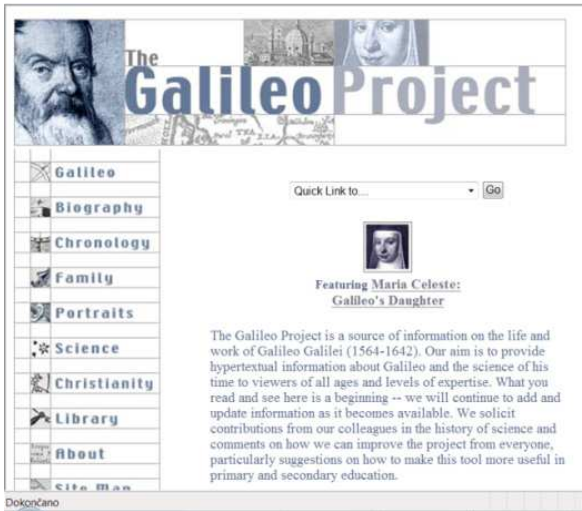 The
Galileo Project
Galileo
Biography
Chronology
Family
Portraits
Science
Christianity
Library
About
Site Map
Quick Link to...
Go
Featuring Maria Celeste:
Galileo's Daughter
The Galileo Project is a source of information on the life and
work of Galileo Galilei (1564-1642). Our aim is to provide
hypertextual information about Galileo and the science of his
time to viewers of all ages and levels of expertise. What you
read and see here is a beginning -- we will continue to add and
update information as it becomes available. We solicit
contributions from our colleagues in the history of science and
comments on how we can improve the project from everyone,
particularly suggestions on how to make this tool more useful in
primary and secondary education.
Dokončano